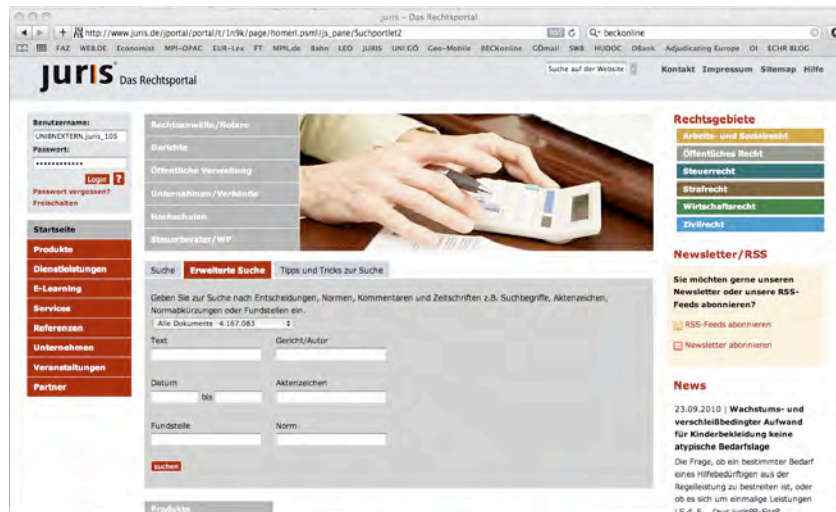 juris – Das Rechtsportal
http://www.juris.de/jportal/portal/t/1n9k/page/homerl.psml/js_pane/Suchportlet2
RSS
beckonline
FAZ WEB.DE Economist MPI-OPAC EUR-Lex FT MPIL.de Bahn LEO JURIS UNI GÖ Geo-Mobile BECKonline GÖmail SWB HUDOC DBank Adjudicating Europe OI ECHR BLOG
juris Das Rechtsportal
Suche auf der Website
Kontakt Impressum Sitemap Hilfe
Benutzername:
UNIBNEXTERN.juris_105
Passwort:
Login ?
Passwort vergessen?
Freischalten
Startseite
Produkte
Dienstleistungen
E-Learning
Services
Referenzen
Unternehmen
Veranstaltungen
Partner
Rechtsanwälte/Notare
Gerichte
Öffentliche Verwaltung
Unternehmen/Verbände
Hochschulen
Steuerberater/WP
Suche
Erweiterte Suche
Tipps und Tricks zur Suche
Geben Sie zur Suche nach Entscheidungen, Normen, Kommentaren und Zeitschriften z.B. Suchbegriffe, Aktenzeichen,
Normabkürzungen oder Fundstellen ein.
Alle Dokumente 4.167.083
Text
Gericht/Autor
Datum
bis
Aktenzeichen
Fundstelle
Norm
suchen
Produkte
Rechtsgebiete
Arbeits- und Sozialrecht
Öffentliches Recht
Steuerrecht
Strafrecht
Wirtschaftsrecht
Zivilrecht
Newsletter/RSS
Sie möchten gerne unseren
Newsletter oder unsere RSS-
Feeds abonnieren?
RSS-Feeds abonnieren
Newsletter abonnieren
News
23.09.2010 | Wachstums- und
verschleißbedingter Aufwand
für Kinderbekleidung keine
atypische Bedarfslage
Die Frage, ob ein bestimmter Bedarf
eines Hilfebedürftigen aus der
Regelleistung zu bestreiten ist, oder
ob es sich um einmalige Leistungen